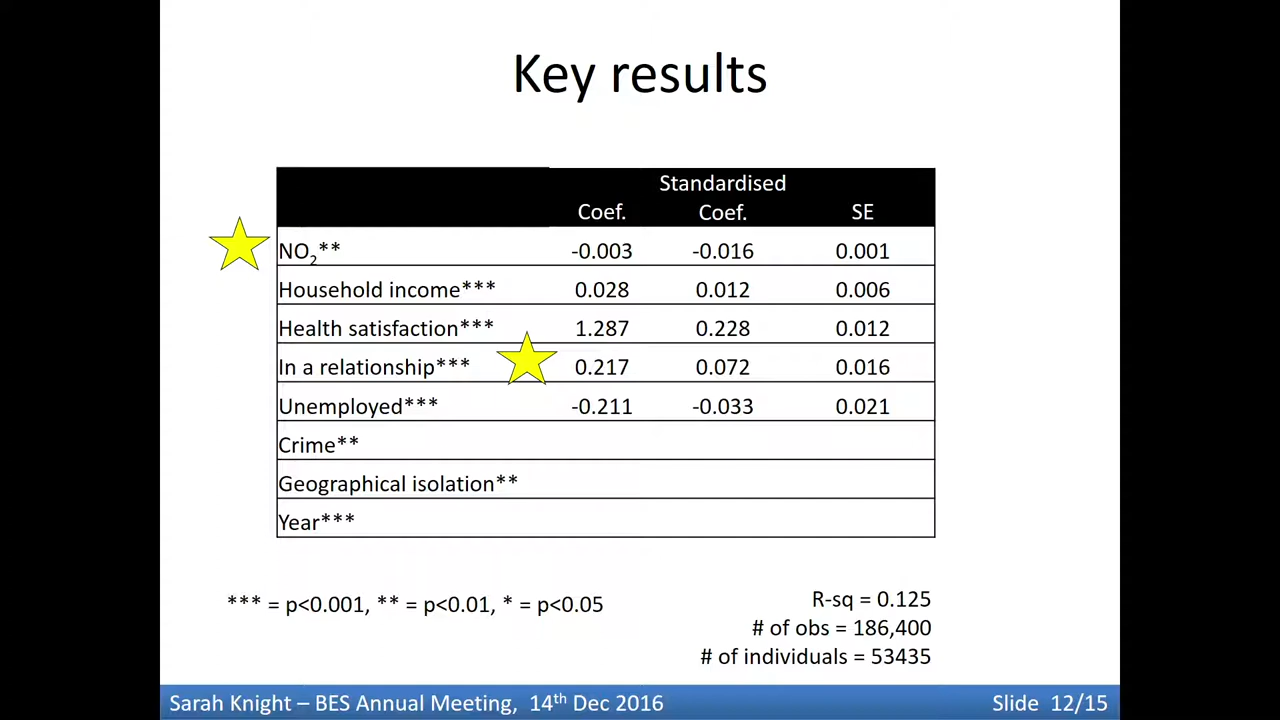 Key results
Standardised
Coef. Coef. SE
NO₂** -0.003 -0.016 0.001
Household income*** 0.028 0.012 0.006
Health satisfaction*** 1.287 0.228 0.012
In a relationship*** 0.217 0.072 0.016
Unemployed*** -0.211 -0.033 0.021
Crime**
Geographical isolation**
Year***
*** = p<0.001, ** = p<0.01, * = p<0.05
R-sq = 0.125
# of obs = 186,400
# of individuals = 53435
Sarah Knight – BES Annual Meeting, 14th Dec 2016 Slide 12/15